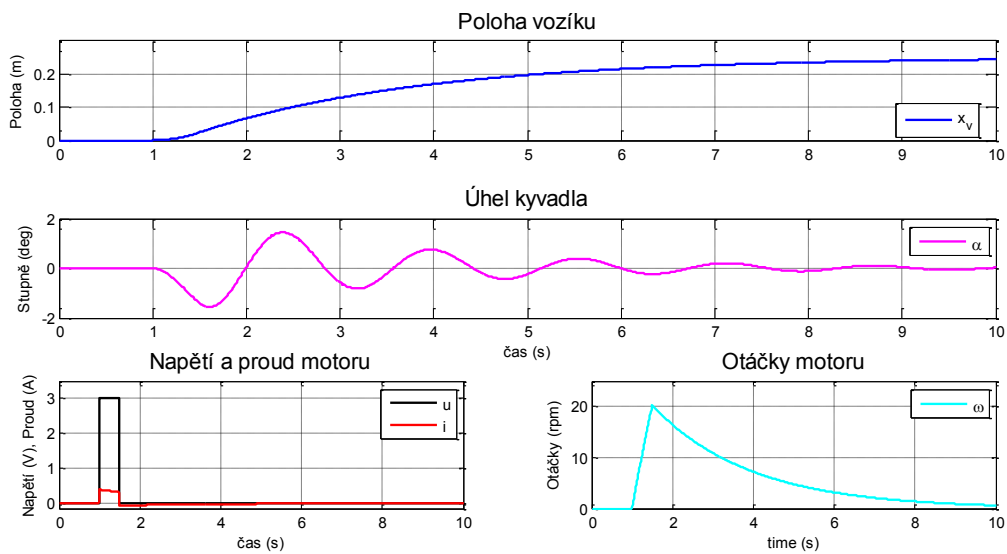 Poloha vozíku
Poloha (m)
0.2
0.1
0
x_v
0 1 2 3 4 5 6 7 8 9 10
Úhel kyvadla
Stupně (deg)
2
0
-2
α
0 1 2 3 4 5 6 7 8 9 10
čas (s)
Napětí a proud motoru
Napětí (V), Proud (A)
3
2
1
0
u
i
0 2 4 6 8 10
čas (s)
Otáčky motoru
Otáčky (rpm)
20
10
0
ω
0 2 4 6 8 10
time (s)